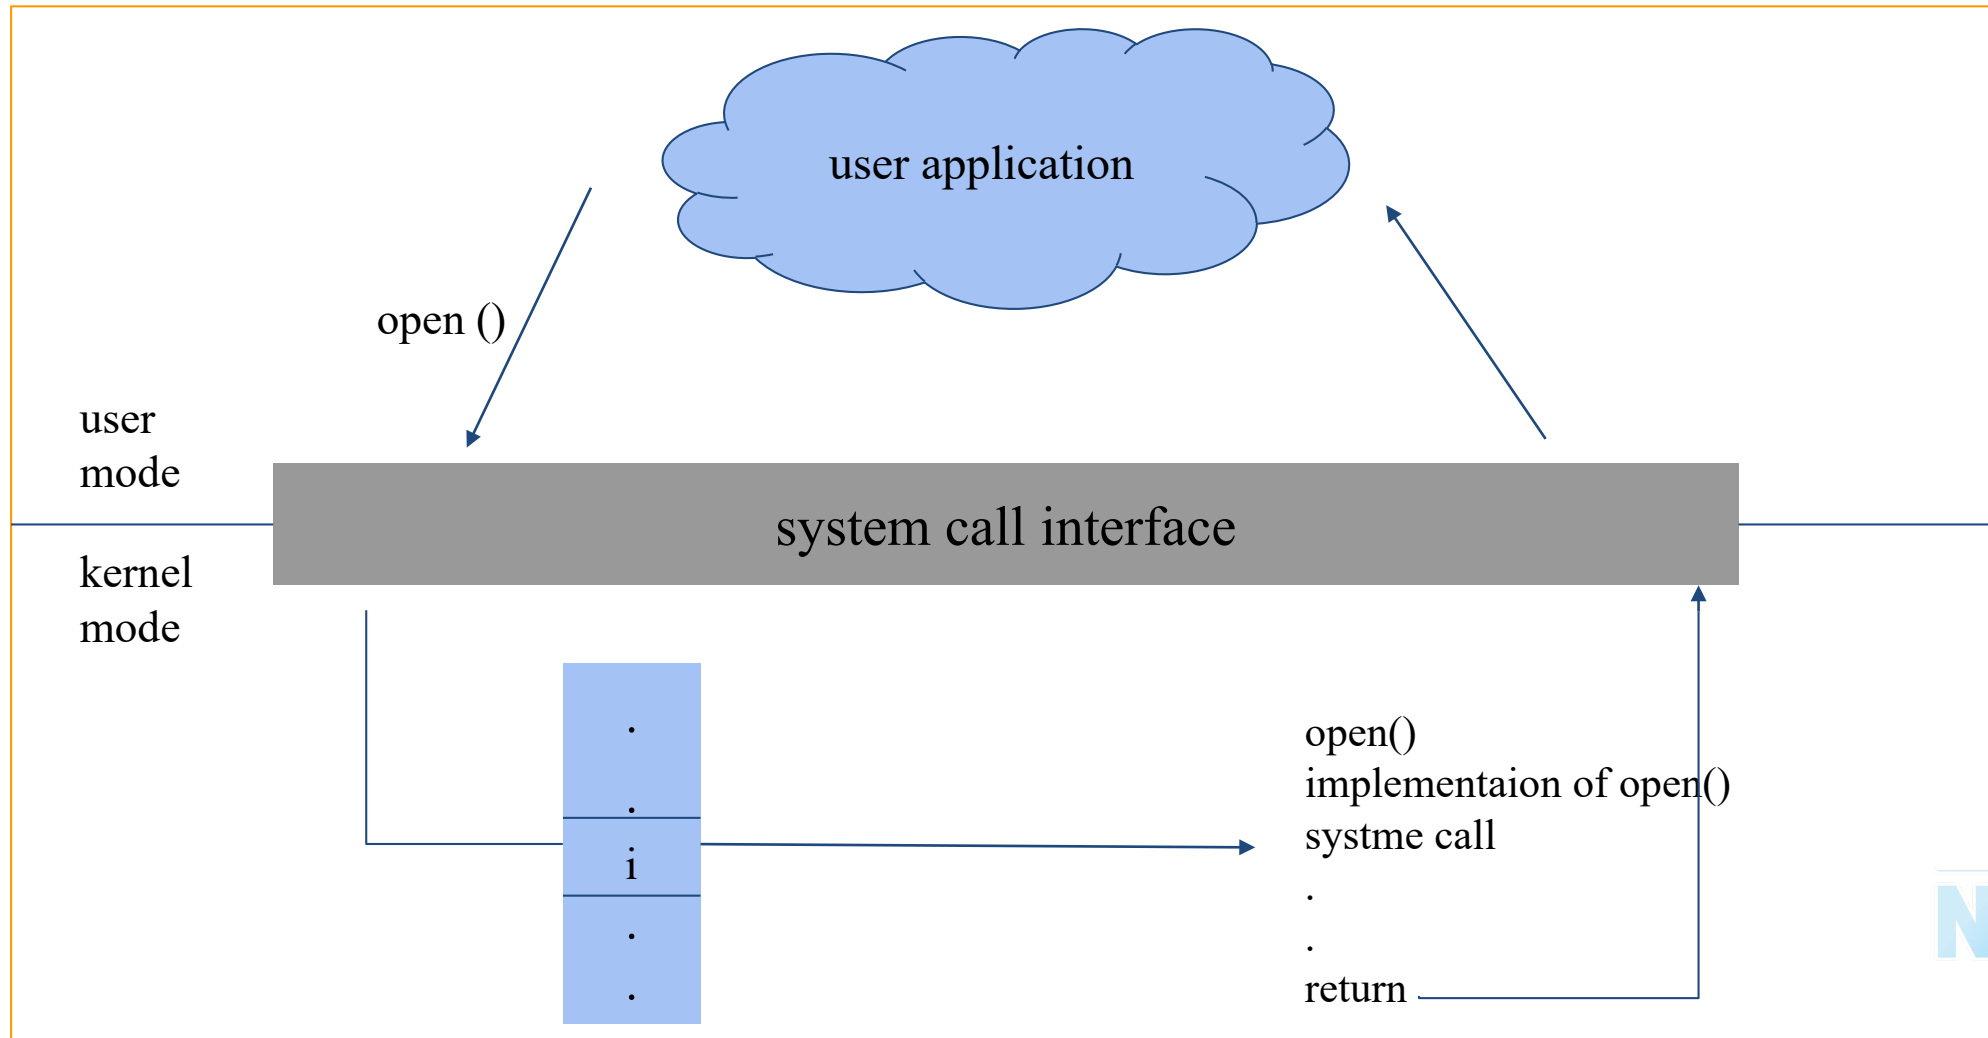 user application
open ()
user
mode
system call interface
kernel
mode
.
.
i
.
.
open()
implementaion of open()
systme call
.
.
return
N